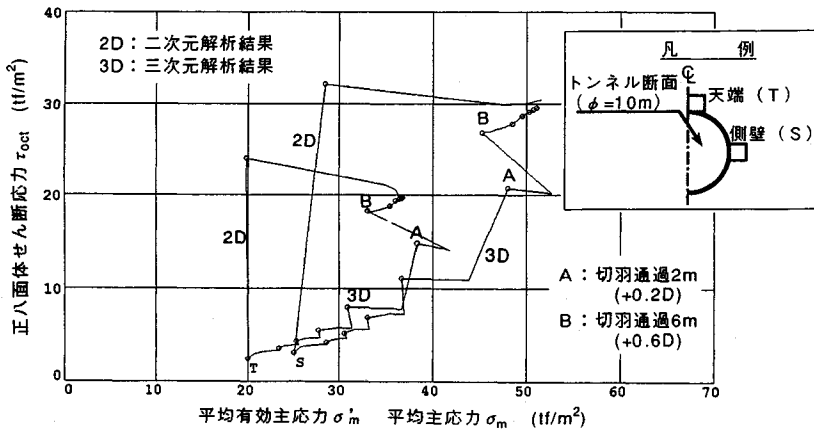 2D：二次元解析結果
3D：三次元解析結果
正八面体せん断応力 τoct (tf/m²)
40
30
20
10
0
0 10 20 30 40 50 60 70
平均有効主応力 σ'm 平均主応力 σm (tf/m²)
2D
2D
3D
3D
B
B
A
A
T
S
凡 例
℄
トンネル断面
(φ=10m)
天端 (T)
側壁 (S)
A：切羽通過2m
(+0.2D)
B：切羽通過6m
(+0.6D)